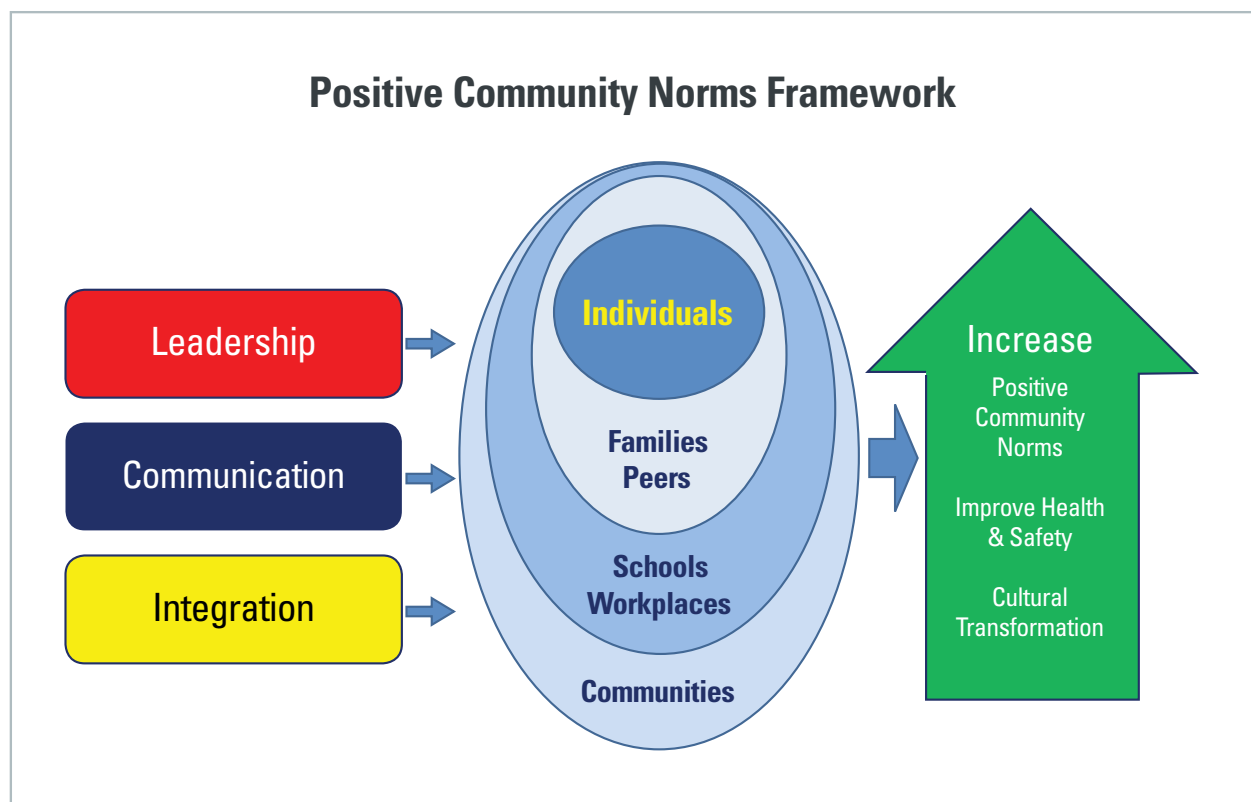 Positive Community Norms Framework
Leadership
Communication
Integration
Individuals
Families
Peers
Schools
Workplaces
Communities
Increase
Positive
Community
Norms
Improve Health
& Safety
Cultural
Transformation